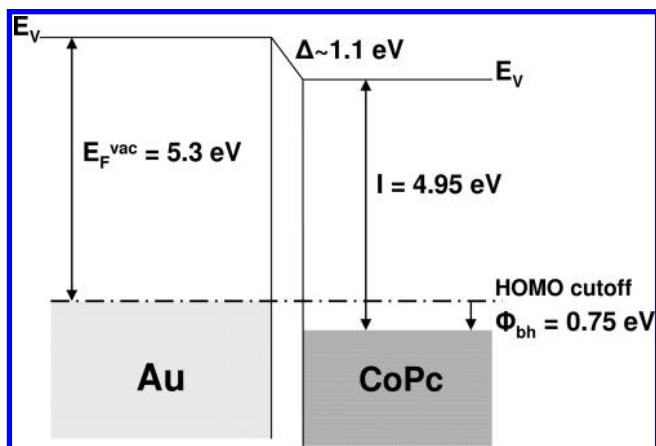 E_V
Δ~1.1 eV
E_V
E_F^vac = 5.3 eV
I = 4.95 eV
HOMO cutoff
Φ_bh = 0.75 eV
Au
CoPc